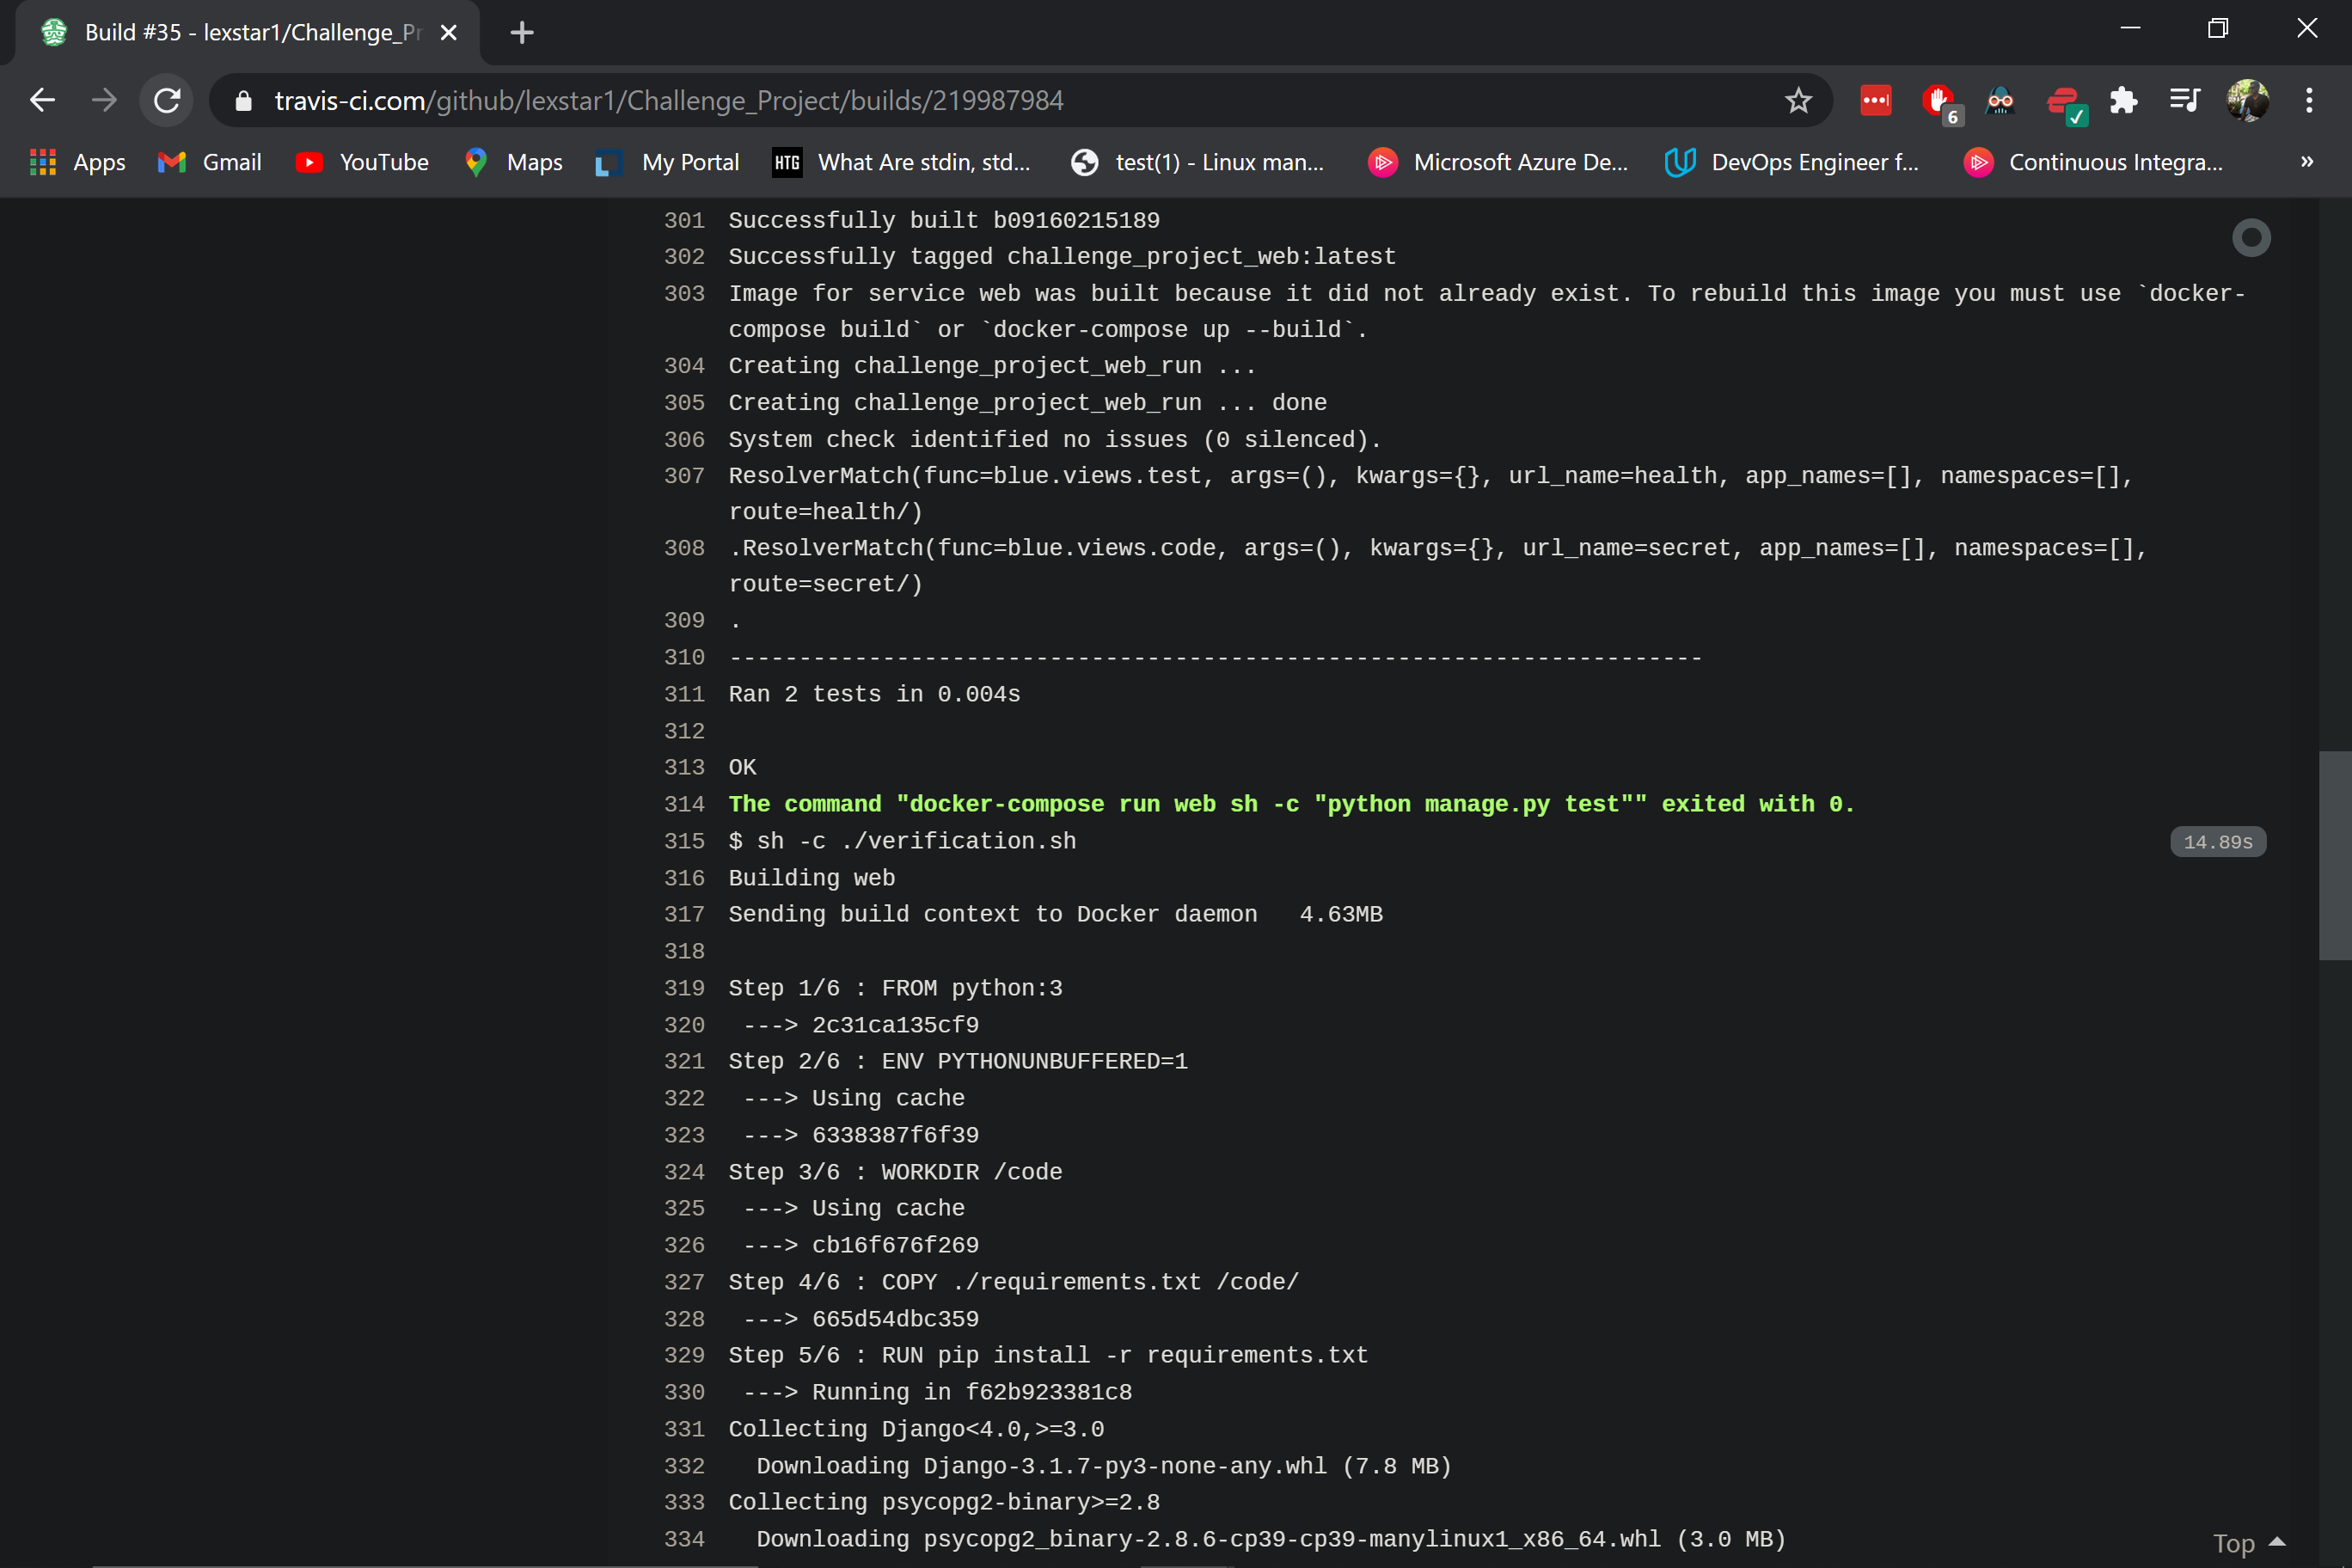 Build #35 - lexstar1/Challenge_Pr
travis-ci.com/github/lexstar1/Challenge_Project/builds/219987984
6
Apps
Gmail
YouTube
Maps
My Portal
HTG
What Are stdin, std...
test(1) - Linux man...
Microsoft Azure De...
DevOps Engineer f...
Continuous Integra...
»
301 Successfully built b09160215189
302 Successfully tagged challenge_project_web:latest
303 Image for service web was built because it did not already exist. To rebuild this image you must use `docker-
compose build` or `docker-compose up --build`.
304 Creating challenge_project_web_run ...
305 Creating challenge_project_web_run ... done
306 System check identified no issues (0 silenced).
307 ResolverMatch(func=blue.views.test, args=(), kwargs={}, url_name=health, app_names=[], namespaces=[],
route=health/)
308 .ResolverMatch(func=blue.views.code, args=(), kwargs={}, url_name=secret, app_names=[], namespaces=[],
route=secret/)
309 .
310 ----------------------------------------------------------------------
311 Ran 2 tests in 0.004s
312
313 OK
314 The command "docker-compose run web sh -c "python manage.py test"" exited with 0.
315 $ sh -c ./verification.sh 14.89s
316 Building web
317 Sending build context to Docker daemon   4.63MB
318
319 Step 1/6 : FROM python:3
320  ---> 2c31ca135cf9
321 Step 2/6 : ENV PYTHONUNBUFFERED=1
322  ---> Using cache
323  ---> 6338387f6f39
324 Step 3/6 : WORKDIR /code
325  ---> Using cache
326  ---> cb16f676f269
327 Step 4/6 : COPY ./requirements.txt /code/
328  ---> 665d54dbc359
329 Step 5/6 : RUN pip install -r requirements.txt
330  ---> Running in f62b923381c8
331 Collecting Django<4.0,>=3.0
332   Downloading Django-3.1.7-py3-none-any.whl (7.8 MB)
333 Collecting psycopg2-binary>=2.8
334   Downloading psycopg2_binary-2.8.6-cp39-cp39-manylinux1_x86_64.whl (3.0 MB)
Top